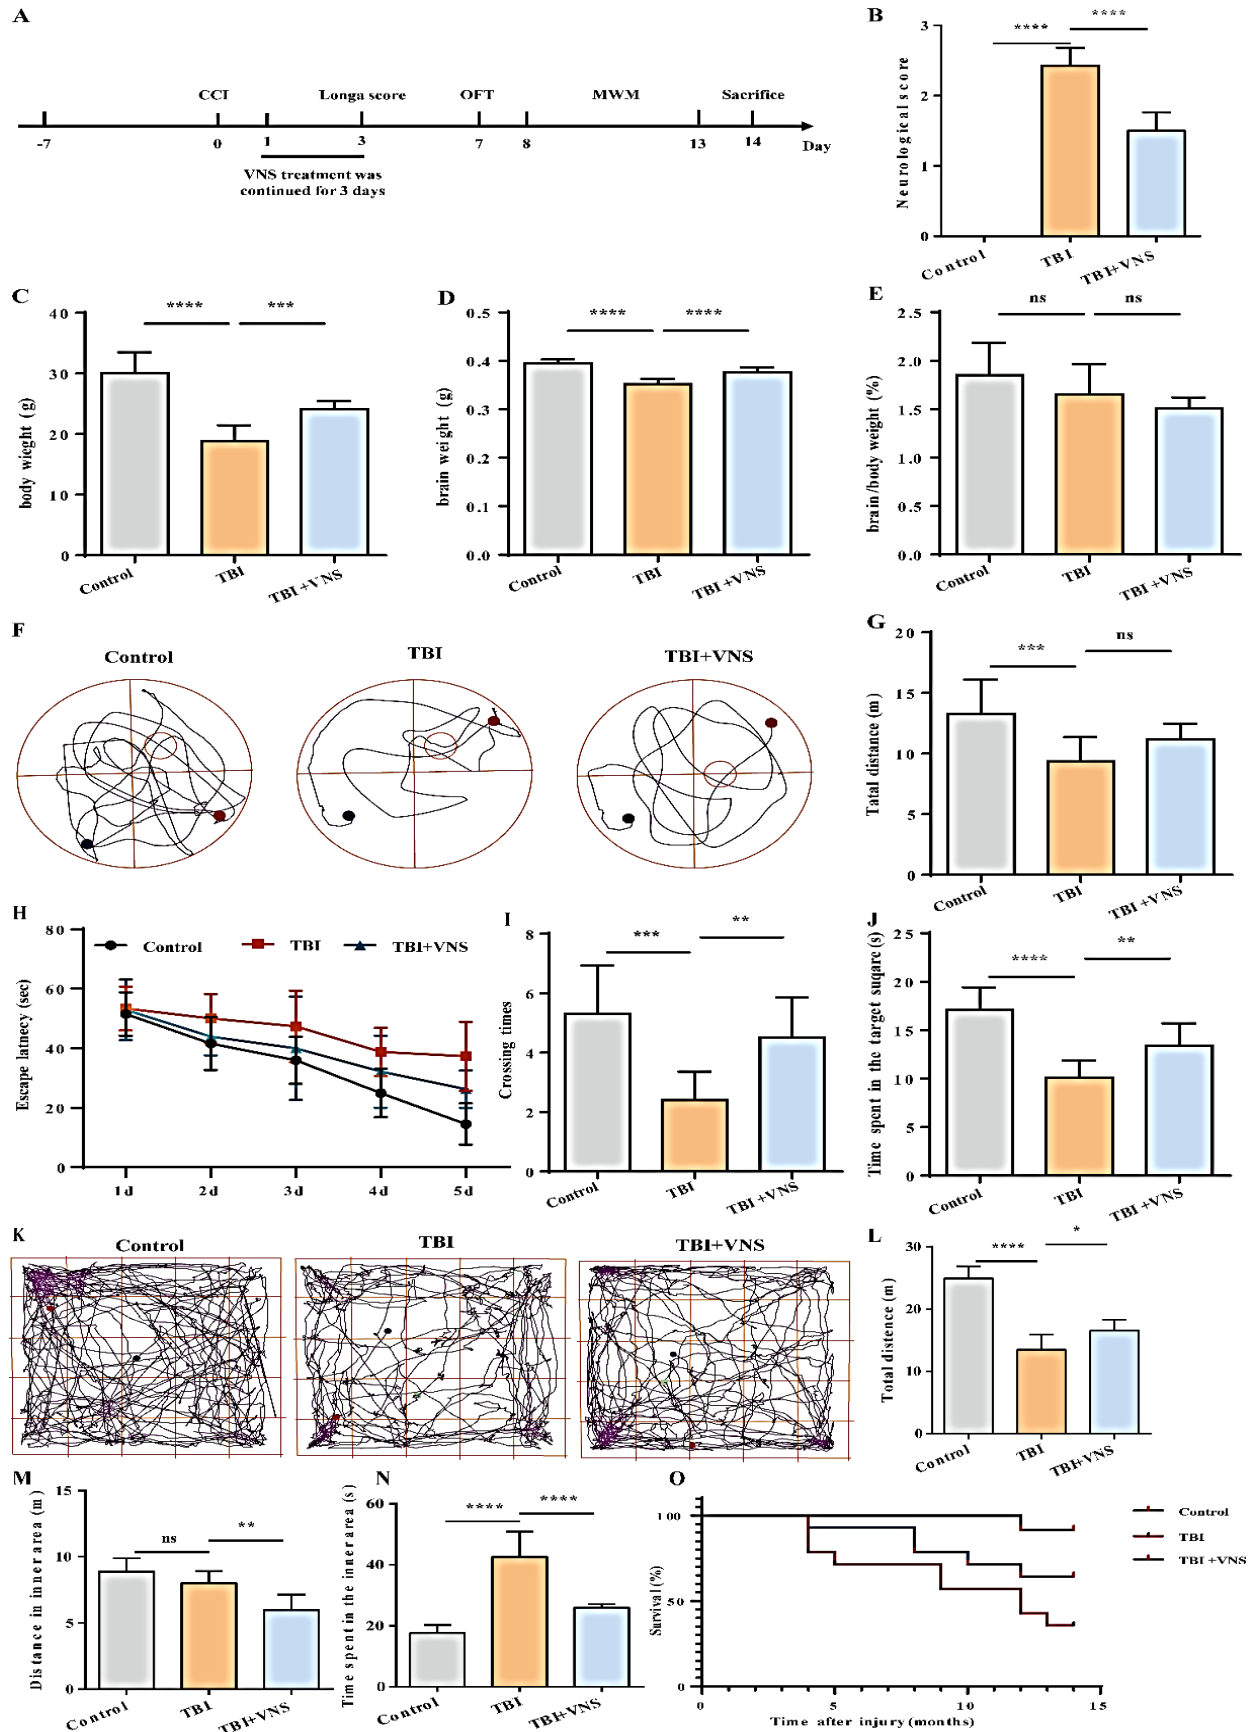 A
CCI Longa score OFT MWM Sacrifice
-7 0 1 3 7 8 13 14 Day
VNS treatment was
continued for 3 days
B
**** ****
Neurological score
3
2
1
0
Control TBI TBI+VNS
C
**** ***
body wieght (g)
40
30
20
10
0
Control TBI TBI+VNS
D
**** ****
brain weight (g)
0.5
0.4
0.3
0.2
0.1
0.0
Control TBI TBI+VNS
E
ns ns
brain/body weight (%)
2.5
2.0
1.5
1.0
0.5
0.0
Control TBI TBI+VNS
F
Control TBI TBI+VNS
G
*** ns
Tatal distance (m)
20
15
10
5
0
Control TBI TBI+VNS
H
Control TBI TBI+VNS
Escape latnecy (sec)
80
60
40
20
0
1d 2d 3d 4d 5d
I
*** **
Crossing times
8
6
4
2
0
Control TBI TBI+VNS
J
**** **
Time spent in the target suqare(s)
25
20
15
10
5
0
Control TBI TBI+VNS
K
Control TBI TBI+VNS
L
**** *
Total distence (m)
30
20
10
0
Control TBI TBI+VNS
M
ns **
Distance in inner area (m)
15
10
5
0
Control TBI TBI+VNS
N
**** ****
Time spent in the inner area (s)
60
40
20
0
Control TBI TBI+VNS
O
Survival(%)
100
50
0
0 5 10 15
Time after injury(months)
Control
TBI
TBI+VNS